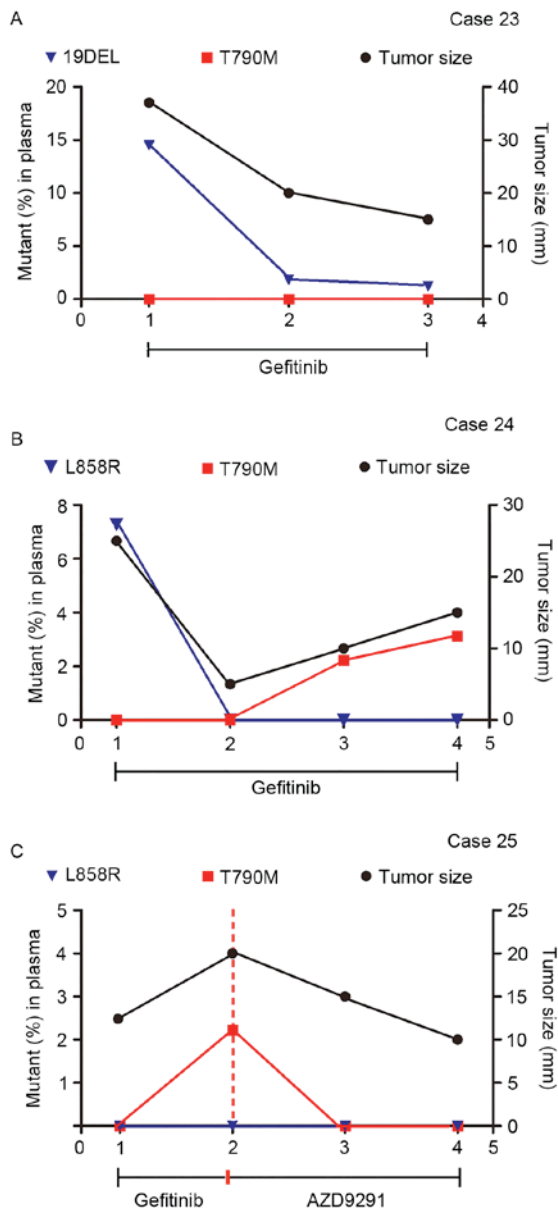 A
Case 23
19DEL T790M Tumor size
20 40
15 30
10 20
5 10
0 0
Mutant (%) in plasma
Tumor size (mm)
0 1 2 3 4
Gefitinib
B
Case 24
L858R T790M Tumor size
8 30
6
20
4
10
2
0 0
Mutant (%) in plasma
Tumor size (mm)
0 1 2 3 4 5
Gefitinib
C
Case 25
L858R T790M Tumor size
5 25
4 20
3 15
2 10
1 5
0
Mutant (%) in plasma
Tumor size (mm)
0 1 2 3 4 5
Gefitinib AZD9291